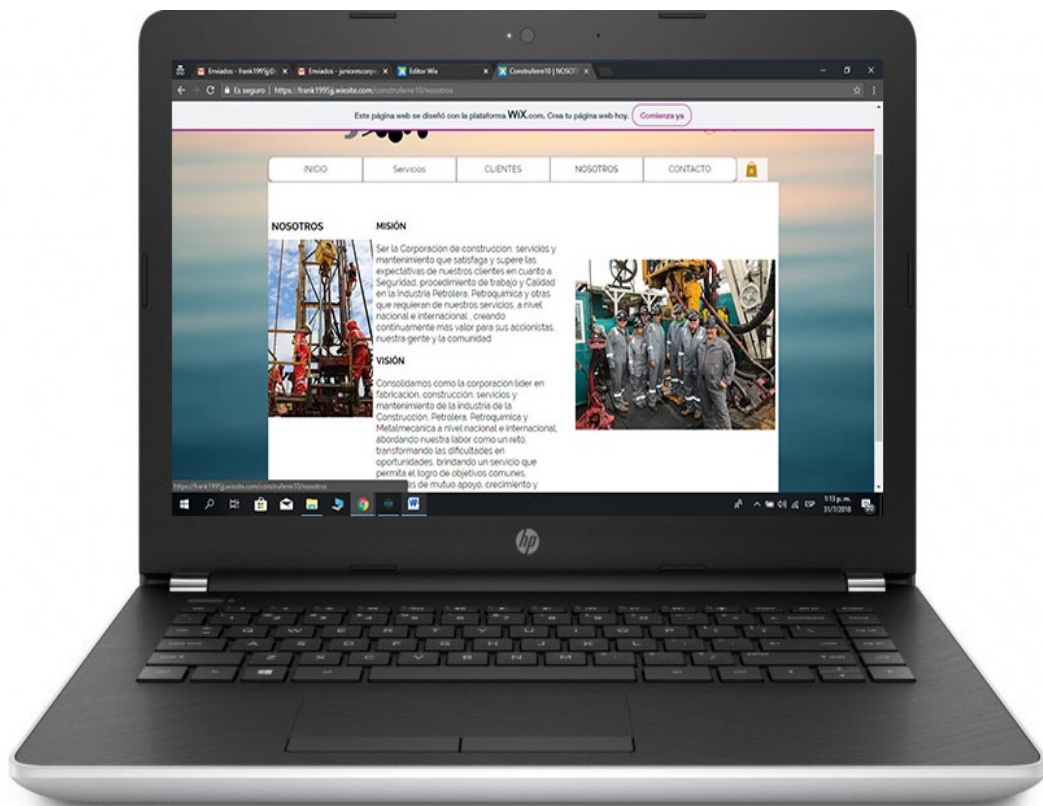 Enviados - frank1995jj@
Enviados - juniorescorp
Editor Wix
Construferre10 | NOSOT
Es seguro | https://frank1995jj.wixsite.com/construferre10/nosotros
Este página web se diseñó con la plataforma WiX.com. Crea tu página web hoy. Comienza ya
INICIO
Servicios
CLIENTES
NOSOTROS
CONTACTO
NOSOTROS
MISIÓN
Ser la Corporación de construcción, servicios y
mantenimiento que satisfaga y supere las
expectativas de nuestros clientes en cuanto a
Seguridad, procedimiento de trabajo y Calidad
en la Industria Petrolera, Petroquímica y otras
que requieran de nuestros servicios, a nivel
nacional e internacional , creando
continuamente más valor para sus accionistas,
nuestra gente y la comunidad
VISIÓN
Consolidarnos como la corporación líder en
fabricación, construcción, servicios y
mantenimiento de la industria de la
Construcción, Petrolera, Petroquímica y
Metalmecánica a nivel nacional e internacional,
abordando nuestra labor como un reto,
transformando las dificultades en
oportunidades, brindando un servicio que
permita el logro de objetivos comunes,
de mutuo apoyo, crecimiento y
https://frank1995jj.wixsite.com/construferre10/nosotros
ESP
1:13 p. m.
31/7/2018
hp
Q W E R T Y U I O P
A S D F G H J K L
Z X C V B N M